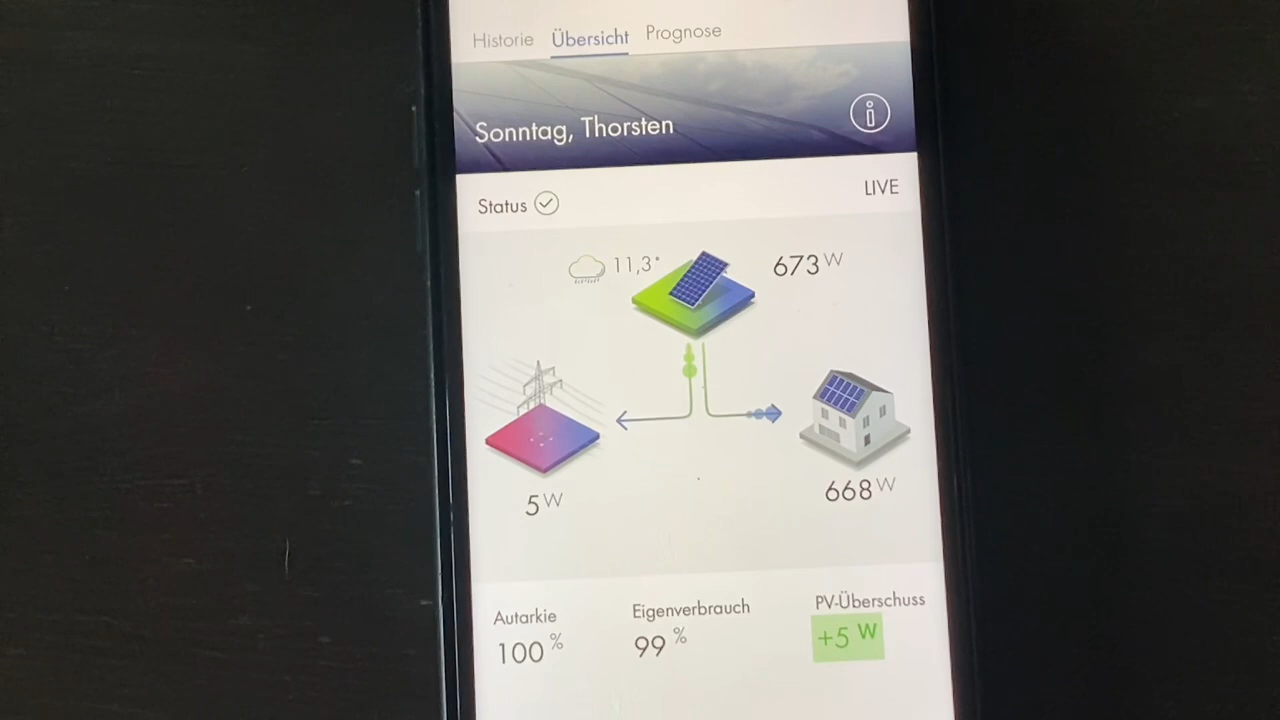 Historie Übersicht Prognose
Sonntag, Thorsten
Status LIVE
11,3° 673 W
5 W 668 W
Autarkie Eigenverbrauch PV-Überschuss
100 % 99 % +5 W